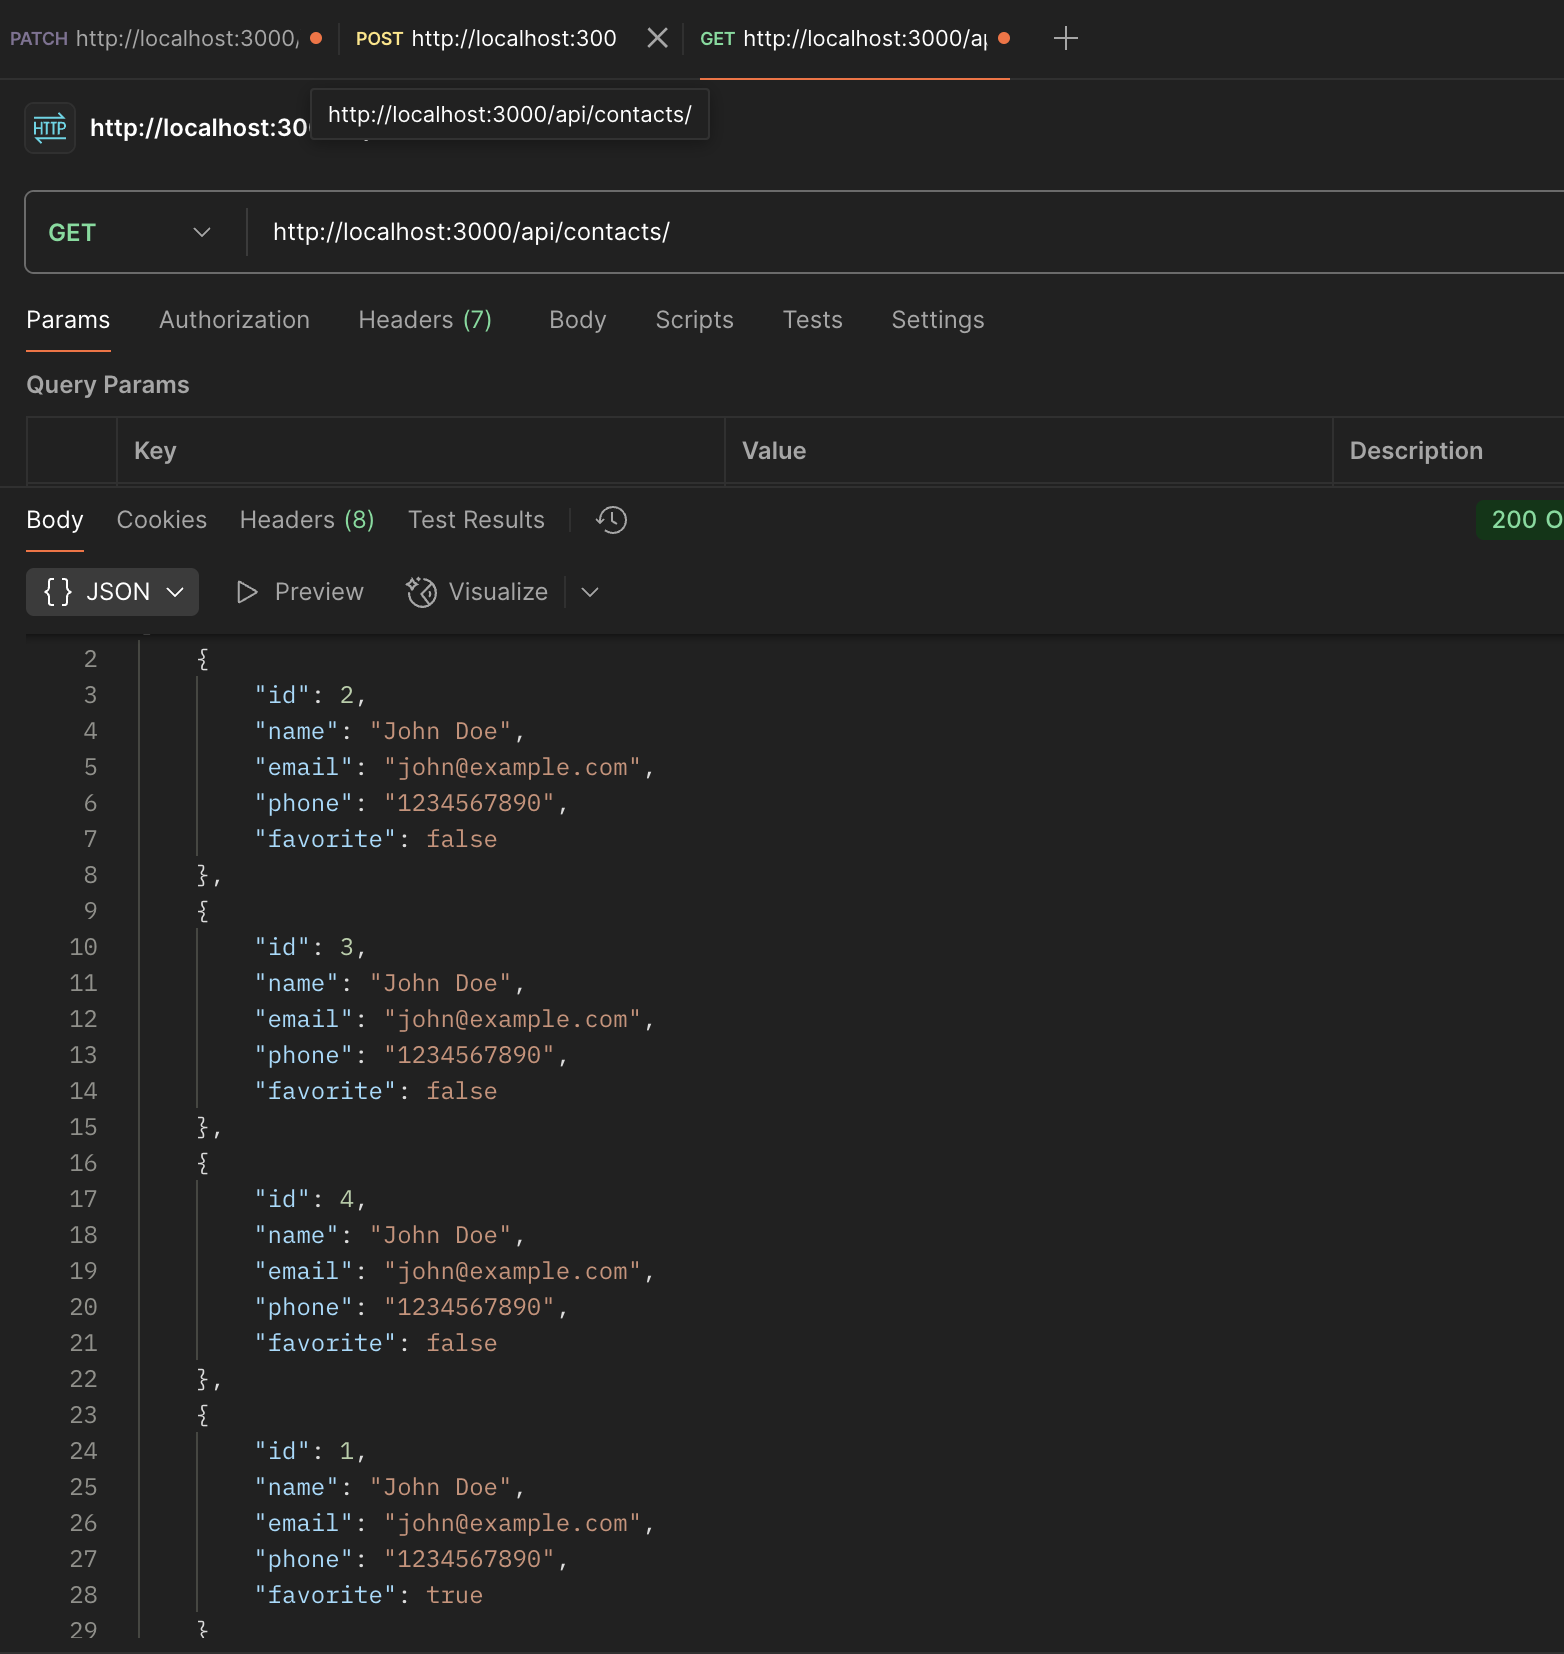 PATCH http://localhost:3000/ POST http://localhost:300 GET http://localhost:3000/a
http://localhost:3000/api/contacts/
HTTP http://localhost:30
GET http://localhost:3000/api/contacts/
Params Authorization Headers (7) Body Scripts Tests Settings
Query Params
Key Value Description
Body Cookies Headers (8) Test Results 200 O
{ } JSON Preview Visualize
2 {
3 "id": 2,
4 "name": "John Doe",
5 "email": "john@example.com",
6 "phone": "1234567890",
7 "favorite": false
8 },
9 {
10 "id": 3,
11 "name": "John Doe",
12 "email": "john@example.com",
13 "phone": "1234567890",
14 "favorite": false
15 },
16 {
17 "id": 4,
18 "name": "John Doe",
19 "email": "john@example.com",
20 "phone": "1234567890",
21 "favorite": false
22 },
23 {
24 "id": 1,
25 "name": "John Doe",
26 "email": "john@example.com",
27 "phone": "1234567890",
28 "favorite": true
29 }